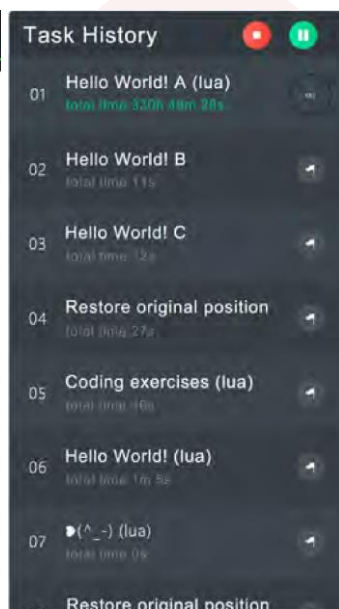 Task History
01
Hello World! A (lua)
total time 330h 48m 28s
02
Hello World! B
total time 11s
03
Hello World! C
total time 12s
04
Restore original position
total time 27s
05
Coding exercises (lua)
total time 16s
06
Hello World! (lua)
total time 1m 5s
07
❥(^_-) (lua)
total time 0s
Restore original position